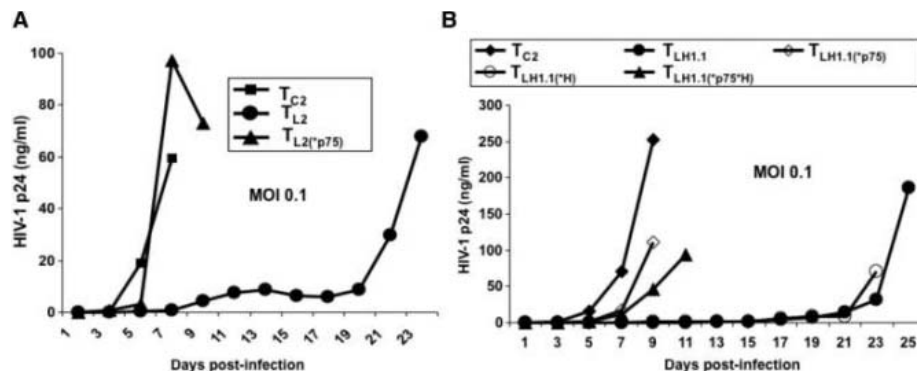 A
HIV-1 p24 (ng/ml)
100
80
60
40
20
0
T_C2
T_L2
T_L2(*p75)
MOI 0.1
1 3 5 7 9 11 13 15 17 19 21 23
Days post-infection
B
T_C2 T_LH1.1 T_LH1.1(*p75)
T_LH1.1(*H) T_LH1.1(*p75*H)
HIV-1 p24 (ng/ml)
300
250
200
150
100
50
0
MOI 0.1
1 3 5 7 9 11 13 15 17 19 21 23 25
Days post-infection